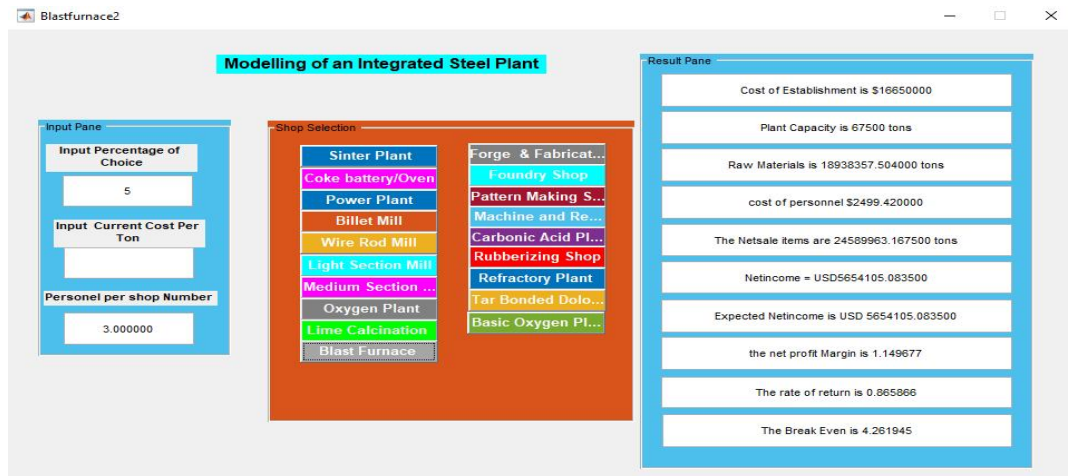 Blastfurnace2
Modelling of an Integrated Steel Plant
Input Pane
Input Percentage of
Choice
5
Input Current Cost Per
Ton
Personel per shop Number
3.000000
Shop Selection
Sinter Plant
Coke battery/Oven
Power Plant
Billet Mill
Wire Rod Mill
Light Section Mill
Medium Section ...
Oxygen Plant
Lime Calcination
Blast Furnace
Forge & Fabricat...
Foundry Shop
Pattern Making S...
Machine and Re...
Carbonic Acid Pl...
Rubberizing Shop
Refractory Plant
Tar Bonded Dolo...
Basic Oxygen Pl...
Result Pane
Cost of Establishment is $16650000
Plant Capacity is 67500 tons
Raw Materials is 18938357.504000 tons
cost of personnel $2499.420000
The Netsale items are 24589963.167500 tons
Netincome = USD5654105.083500
Expected Netincome is USD 5654105.083500
the net profit Margin is 1.149677
The rate of return is 0.865866
The Break Even is 4.261945